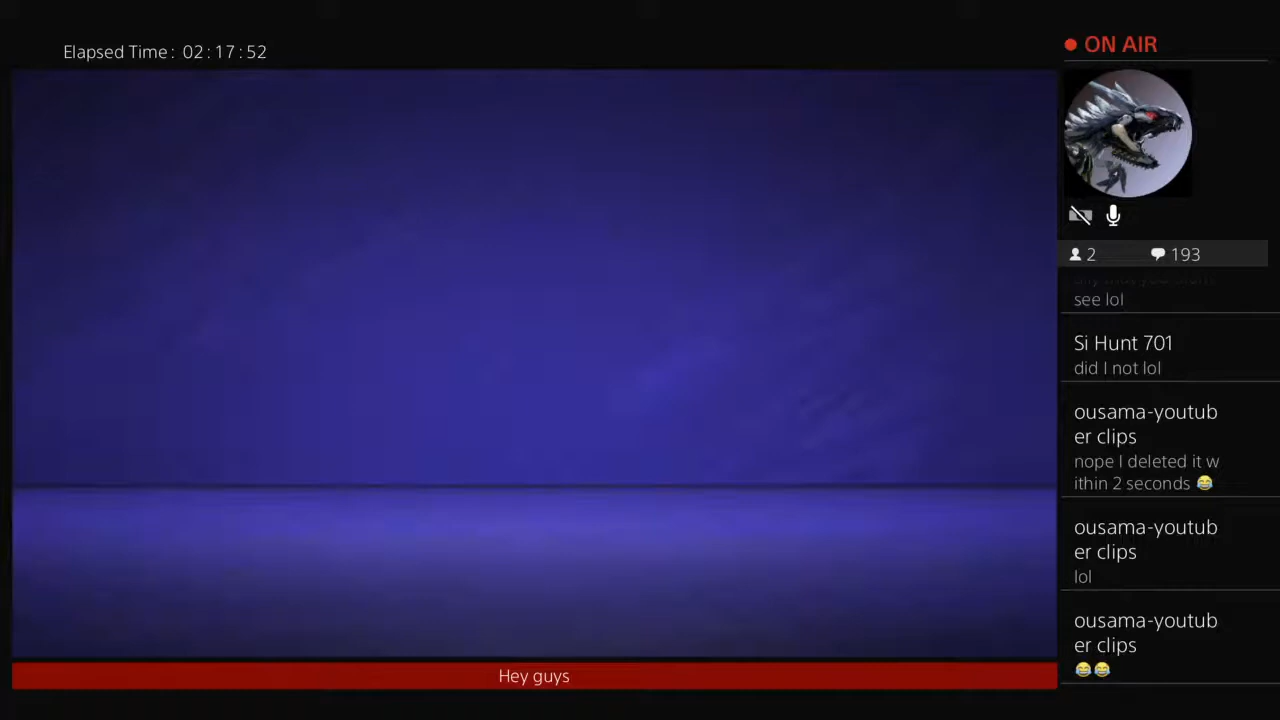 Elapsed Time: 02:17:52
ON AIR
2 193
see lol
Si Hunt 701
did I not lol
ousama-youtub
er clips
nope I deleted it w
ithin 2 seconds 😂
ousama-youtub
er clips
lol
ousama-youtub
er clips
😂😂
Hey guys